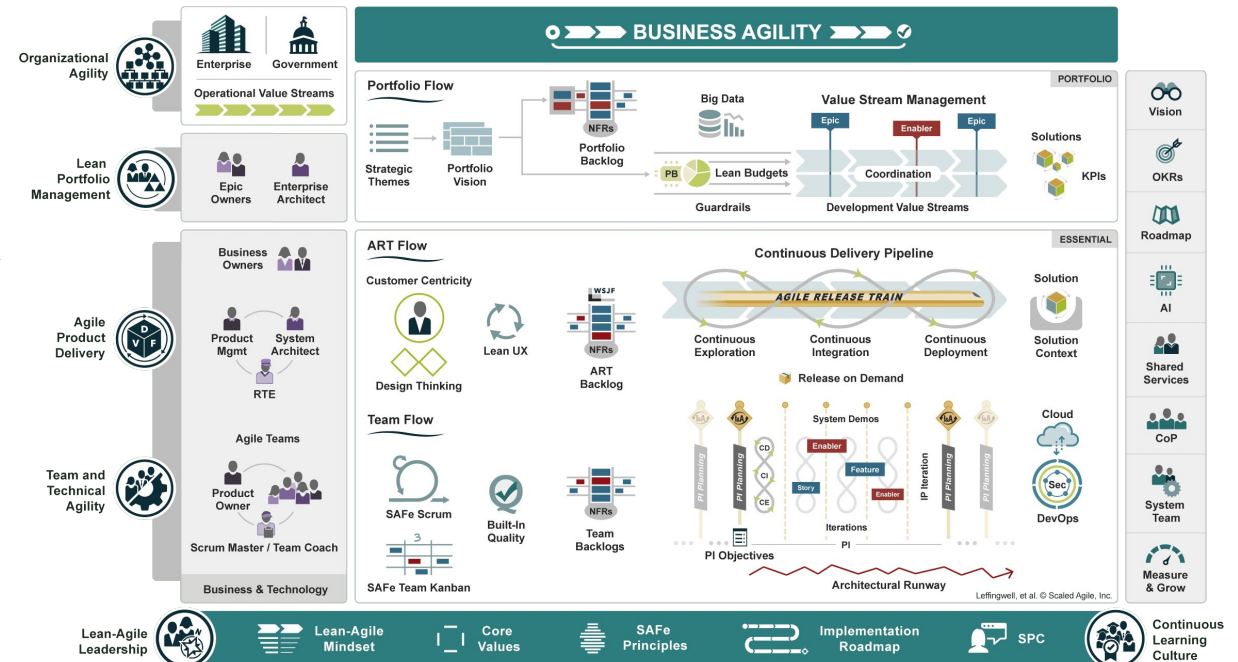 BUSINESS AGILITY
Organizational
Agility
Enterprise
Government
Operational Value Streams
Lean
Portfolio
Management
Epic
Owners
Enterprise
Architect
PORTFOLIO
Portfolio Flow
Strategic
Themes
Portfolio
Vision
NFRs
Portfolio
Backlog
Big Data
PB
Lean Budgets
Guardrails
Value Stream Management
Epic
Enabler
Epic
Coordination
Development Value Streams
Solutions
KPIs
Agile
Product
Delivery
D
V
F
Business
Owners
Product
Mgmt
System
Architect
RTE
Team and
Technical
Agility
Agile Teams
Product
Owner
Scrum Master / Team Coach
Business & Technology
ESSENTIAL
ART Flow
Customer Centricity
Design Thinking
Lean UX
WSJF
NFRs
ART
Backlog
Continuous Delivery Pipeline
AGILE RELEASE TRAIN
Continuous
Exploration
Continuous
Integration
Continuous
Deployment
Release on Demand
Solution
Solution
Context
Team Flow
SAFe Scrum
3
SAFe Team Kanban
Built-In
Quality
NFRs
Team
Backlogs
I&A
I&A
I&A
I&A
System Demos
PI Planning
PI Planning
CD
CI
CE
Enabler
Story
Feature
Enabler
IP Iteration
PI Planning
PI Planning
Iterations
PI
PI Objectives
Architectural Runway
Cloud
Sec
DevOps
Leffingwell, et al. © Scaled Agile, Inc.
Vision
OKRs
Roadmap
AI
Shared
Services
CoP
System
Team
Measure
& Grow
Lean-Agile
Leadership
Lean-Agile
Mindset
Core
Values
SAFe
Principles
Implementation
Roadmap
SPC
Continuous
Learning
Culture